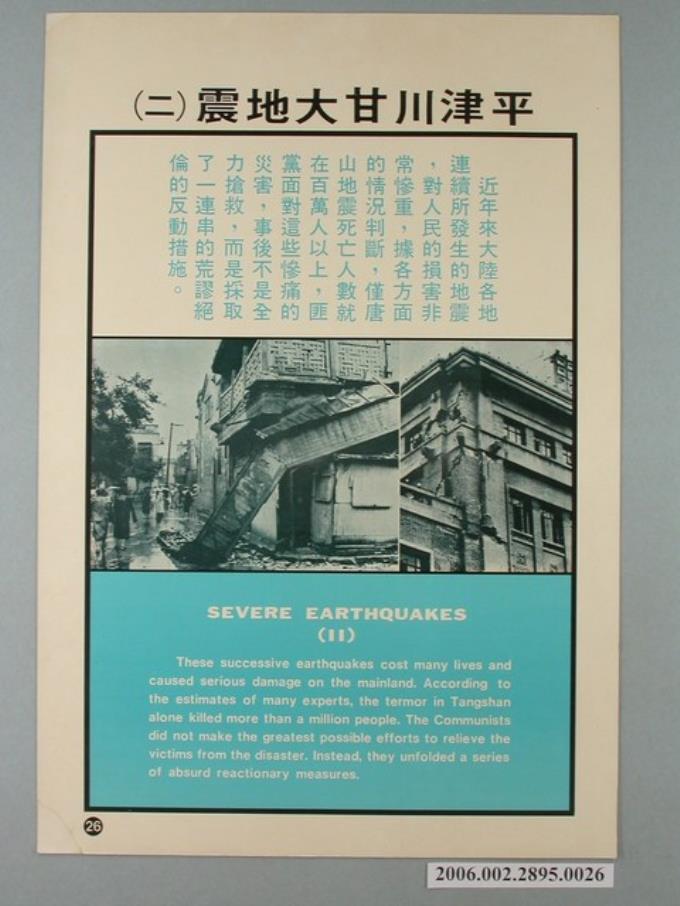 平津川甘大地震(二)
近年來大陸各地
連續所發生的地震
，對人民的損害非
常慘重，據各方面
的情況判斷，僅唐
山地震死亡人數就
在百萬人以上，匪
黨面對這些慘痛的
災害，事後不是全
力搶救，而是採取
了一連串的荒謬絕
倫的反動措施。
SEVERE EARTHQUAKES
(II)
These successive earthquakes cost many lives and
caused serious damage on the mainland. According to
the estimates of many experts, the termor in Tangshan
alone killed more than a million people. The Communists
did not make the greatest possible efforts to relieve the
victims from the disaster. Instead, they unfolded a series
of absurd reactionary measures.
26
2006.002.2895.0026